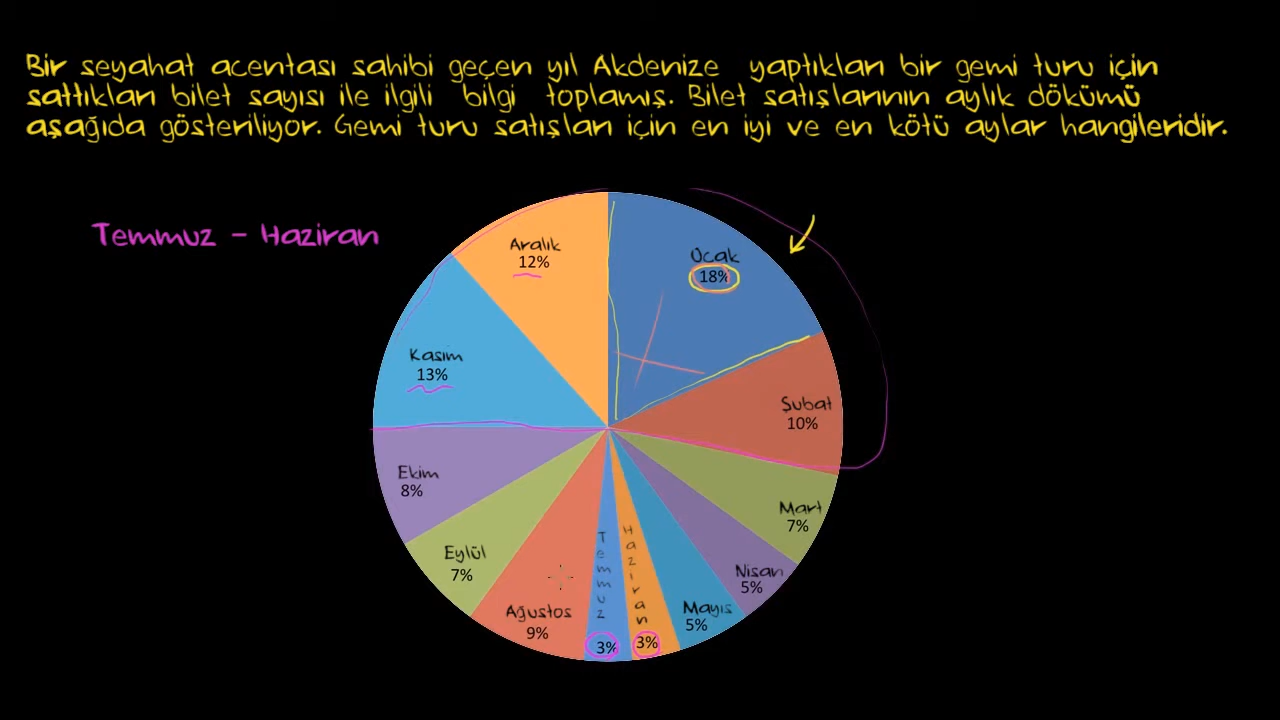 Bir seyahat acentası sahibi geçen yıl Akdenize yaptıkları bir gemi turu için
sattıkları bilet sayısı ile ilgili bilgi toplamış. Bilet satışlarının aylık dökümü
aşağıda gösteriliyor. Gemi turu satışları için en iyi ve en kötü aylar hangileridir.
Temmuz - Haziran
Aralık
12%
Ocak
18%
Kasım
13%
Şubat
10%
Ekim
8%
Mart
7%
Eylül
7%
Nisan
5%
Ağustos
9%
Temmuz
3%
Haziran
3%
Mayıs
5%